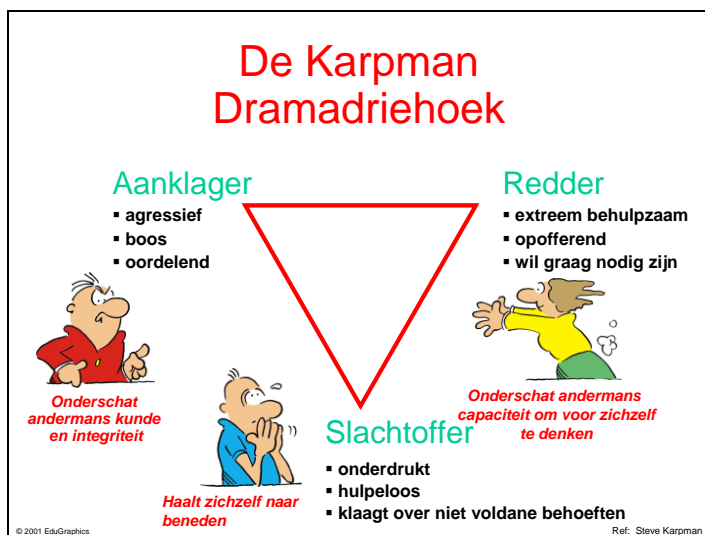 De Karpman
Dramadriehoek
Aanklager
▪ agressief
▪ boos
▪ oordelend
Redder
▪ extreem behulpzaam
▪ opofferend
▪ wil graag nodig zijn
Onderschat
andermans kunde
en integriteit
Onderschat andermans
capaciteit om voor zichzelf
te denken
Slachtoffer
▪ onderdrukt
▪ hulpeloos
▪ klaagt over niet voldane behoeften
Haalt zichzelf naar
beneden
© 2001 EduGraphics
Ref: Steve Karpman